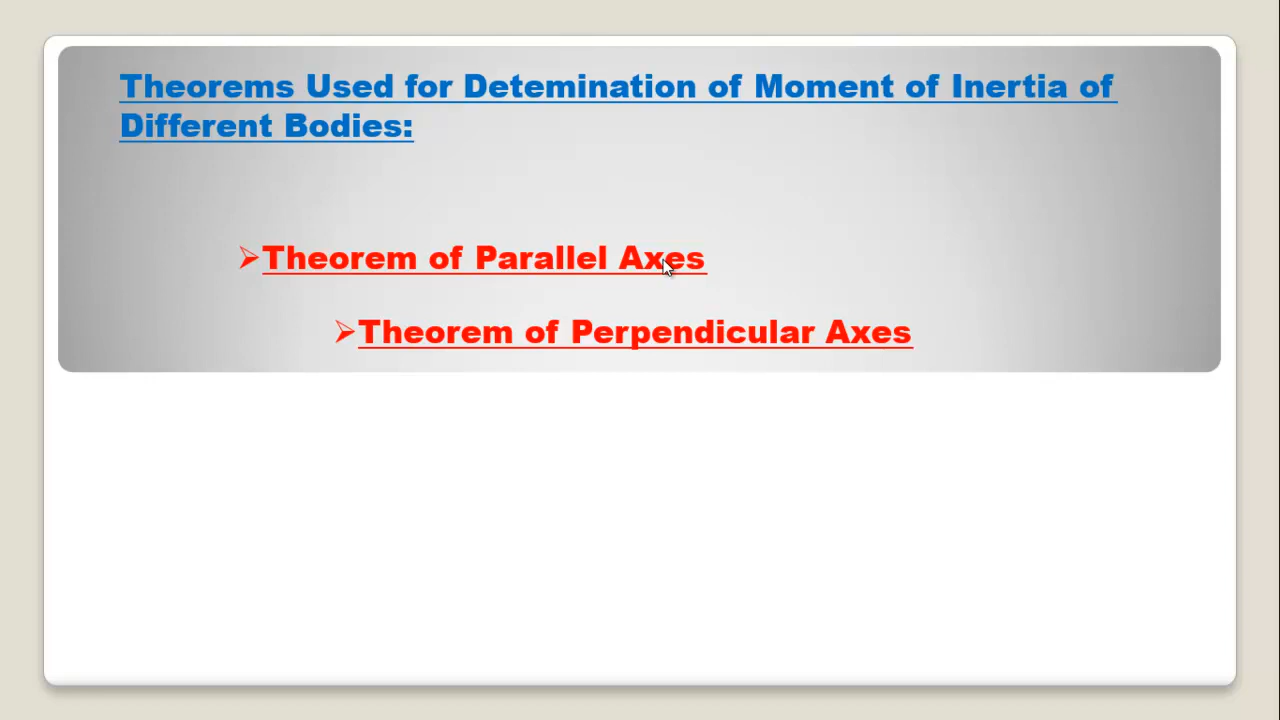 Theorems Used for Detemination of Moment of Inertia of
Different Bodies:
➢Theorem of Parallel Axes
➢Theorem of Perpendicular Axes